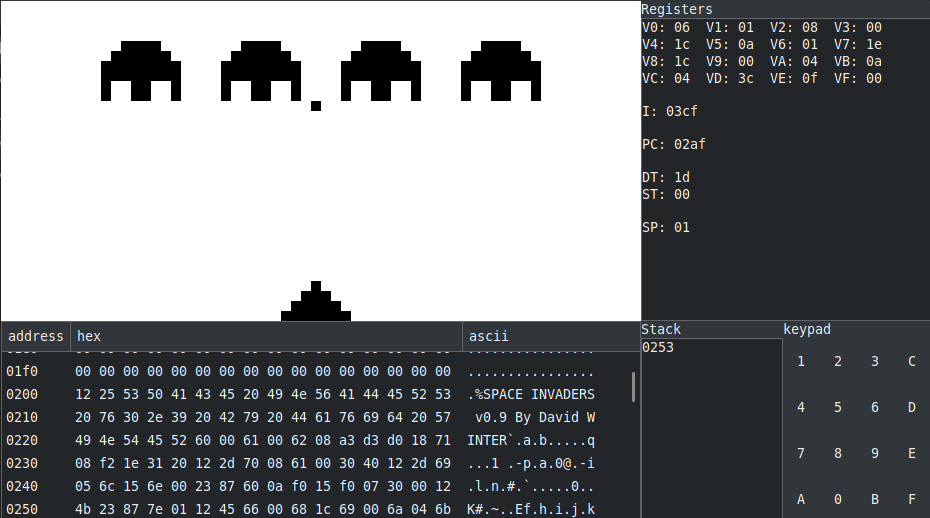 Registers
V0: 06 V1: 01 V2: 08 V3: 00
V4: 1c V5: 0a V6: 01 V7: 1e
V8: 1c V9: 00 VA: 04 VB: 0a
VC: 04 VD: 3c VE: 0f VF: 00
I: 03cf
PC: 02af
DT: 1d
ST: 00
SP: 01
address hex ascii
01f0 00 00 00 00 00 00 00 00 00 00 00 00 00 00 00 00 ................
0200 12 25 53 50 41 43 45 20 49 4e 56 41 44 45 52 53 .%SPACE INVADERS
0210 20 76 30 2e 39 20 42 79 20 44 61 76 69 64 20 57 v0.9 By David W
0220 49 4e 54 45 52 60 00 61 00 62 08 a3 d3 d0 18 71 INTER`.a.b.....q
0230 08 f2 1e 31 20 12 2d 70 08 61 00 30 40 12 2d 69 ...1 .-p.a.0@.-i
0240 05 6c 15 6e 00 23 87 60 0a f0 15 f0 07 30 00 12 .l.n.#.`.....0..
0250 4b 23 87 7e 01 12 45 66 00 68 1c 69 00 6a 04 6b K#.~..Ef.h.i.j.k
Stack
0253
keypad
1 2 3 C
4 5 6 D
7 8 9 E
A 0 B F